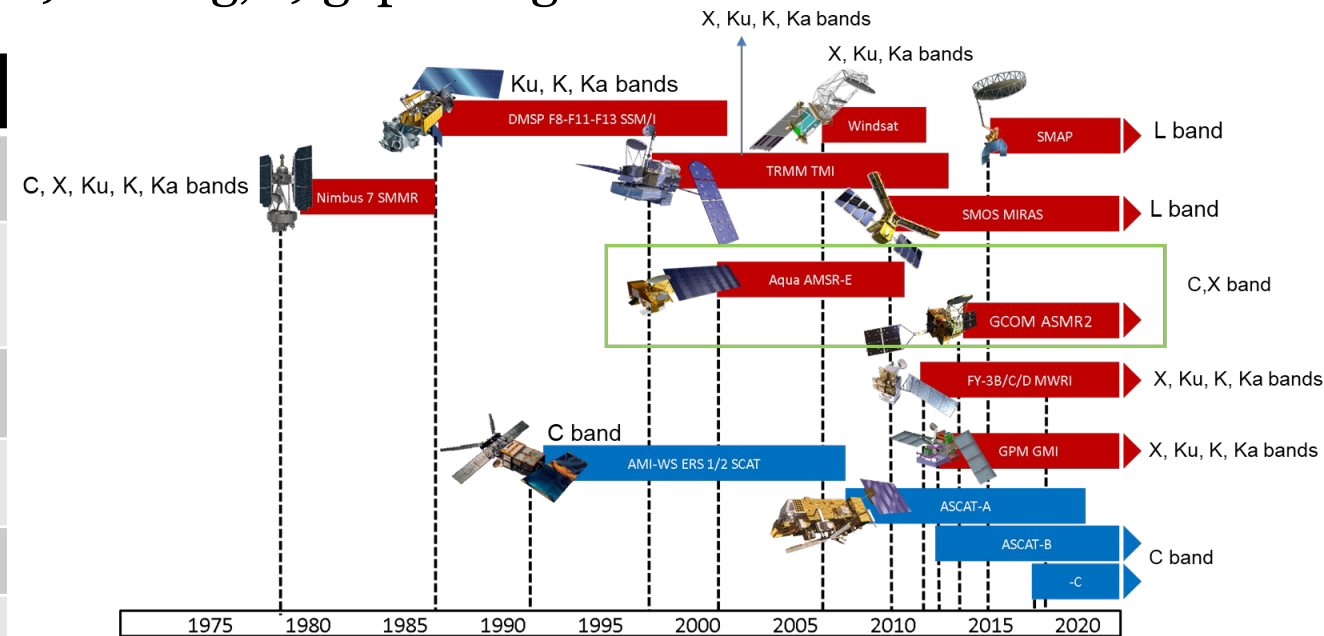 X, Ku, K, Ka bands
X, Ku, Ka bands
Ku, K, Ka bands
DMSP F8-F11-F13 SSM/I
Windsat
SMAP
L band
TRMM TMI
C, X, Ku, K, Ka bands
Nimbus 7 SMMR
SMOS MIRAS
L band
Aqua AMSR-E
C,X band
GCOM ASMR2
FY-3B/C/D MWRI
X, Ku, K, Ka bands
C band
GPM GMI
X, Ku, K, Ka bands
AMI-WS ERS 1/2 SCAT
ASCAT-A
ASCAT-B
C band
-C
1975 1980 1985 1990 1995 2000 2005 2010 2015 2020